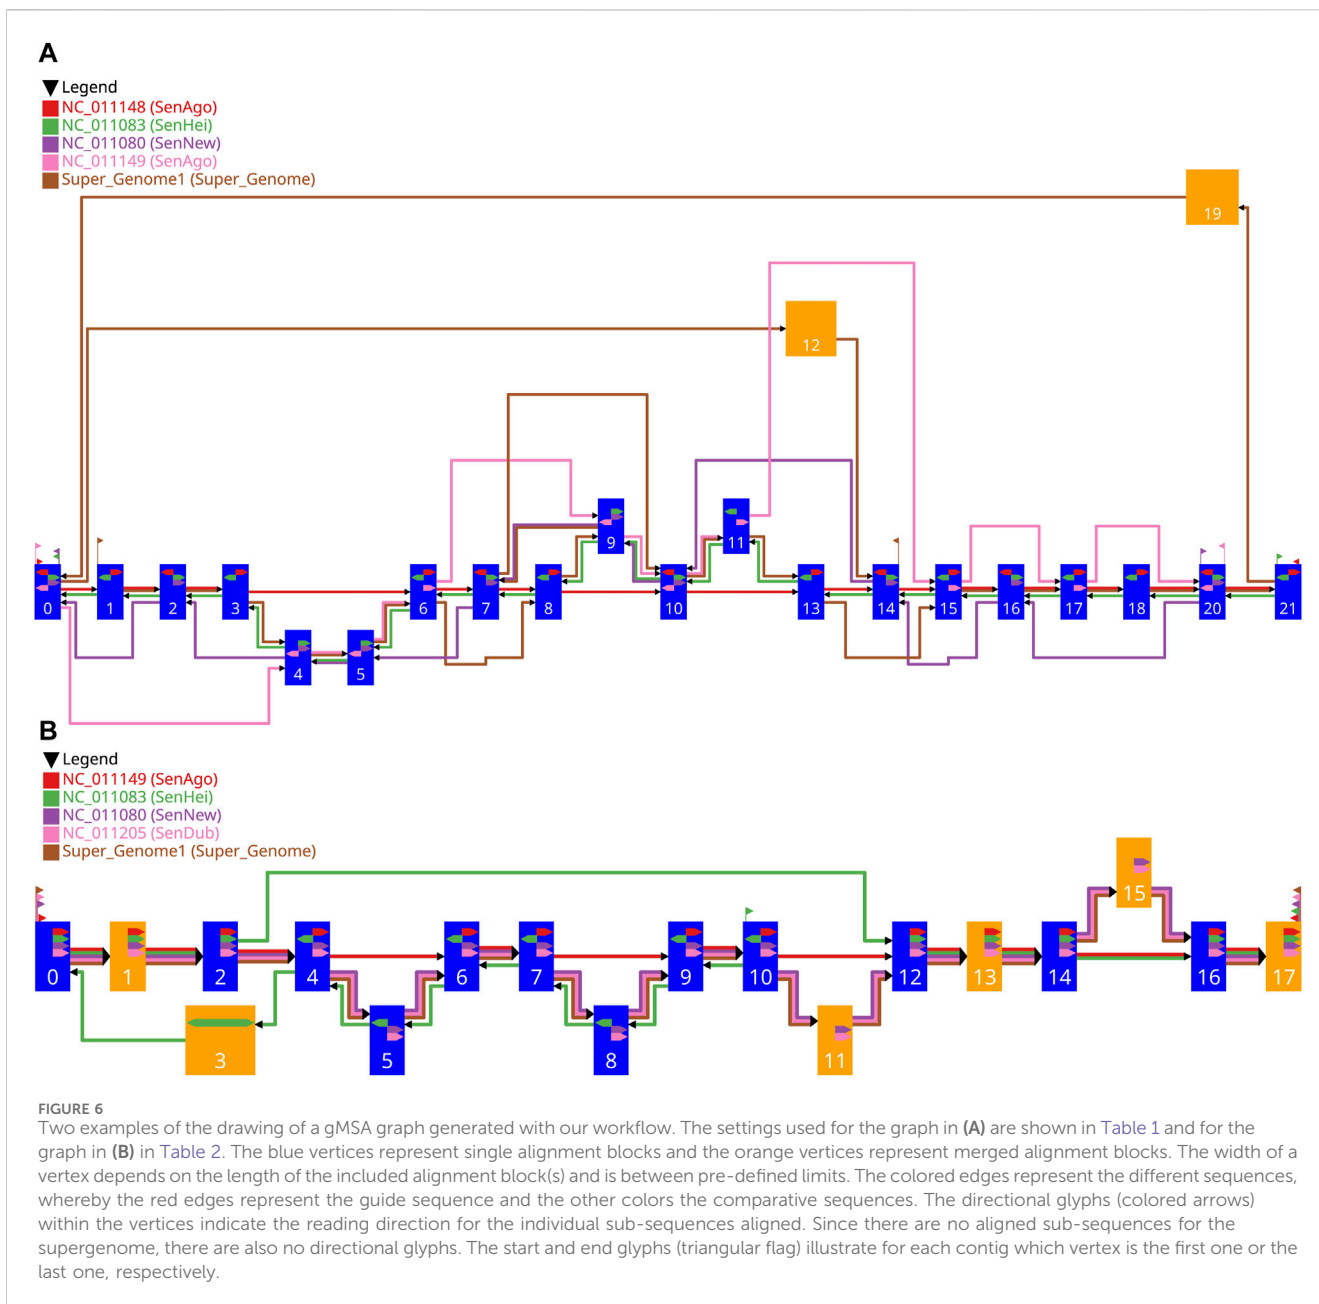 A
Legend
NC_011148 (SenAgo)
NC_011083 (SenHei)
NC_011080 (SenNew)
NC_011149 (SenAgo)
Super_Genome1 (Super_Genome)
19
12
9
11
0
1
2
3
6
7
8
10
13
14
15
16
17
18
20
21
4
5
B
Legend
NC_011149 (SenAgo)
NC_011083 (SenHei)
NC_011080 (SenNew)
NC_011205 (SenDub)
Super_Genome1 (Super_Genome)
15
0
1
2
4
6
7
9
10
12
13
14
16
17
3
5
8
11
FIGURE 6
Two examples of the drawing of a gMSA graph generated with our workflow. The settings used for the graph in (A) are shown in Table 1 and for the
graph in (B) in Table 2. The blue vertices represent single alignment blocks and the orange vertices represent merged alignment blocks. The width of a
vertex depends on the length of the included alignment block(s) and is between pre-defined limits. The colored edges represent the different sequences,
whereby the red edges represent the guide sequence and the other colors the comparative sequences. The directional glyphs (colored arrows)
within the vertices indicate the reading direction for the individual sub-sequences aligned. Since there are no aligned sub-sequences for the
supergenome, there are also no directional glyphs. The start and end glyphs (triangular flag) illustrate for each contig which vertex is the first one or the
last one, respectively.